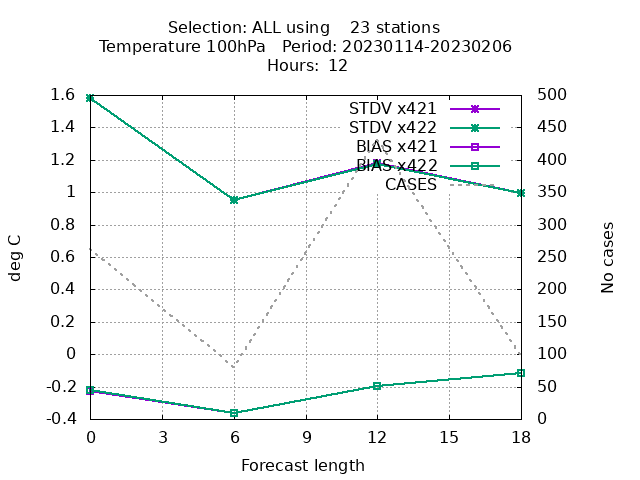 Selection: ALL using    23 stations
Temperature 100hPa   Period: 20230114-20230206
Hours: 12
1.6
1.4
1.2
1
0.8
0.6
0.4
0.2
0
-0.2
-0.4
deg C
STDV x421
STDV x422
BIAS x421
BIAS x422
CASES
500
450
400
350
300
250
200
150
100
50
0
No cases
0 3 6 9 12 15 18
Forecast length